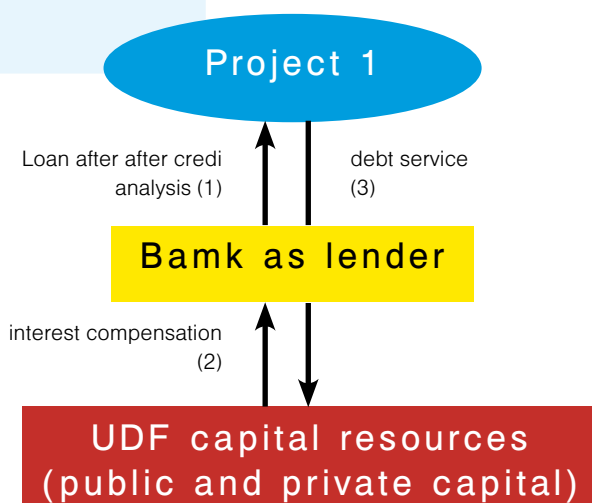 Project 1
Loan after after credi
analysis (1)
debt service
(3)
Bamk as lender
interest compensation
(2)
UDF capital resources
(public and private capital)